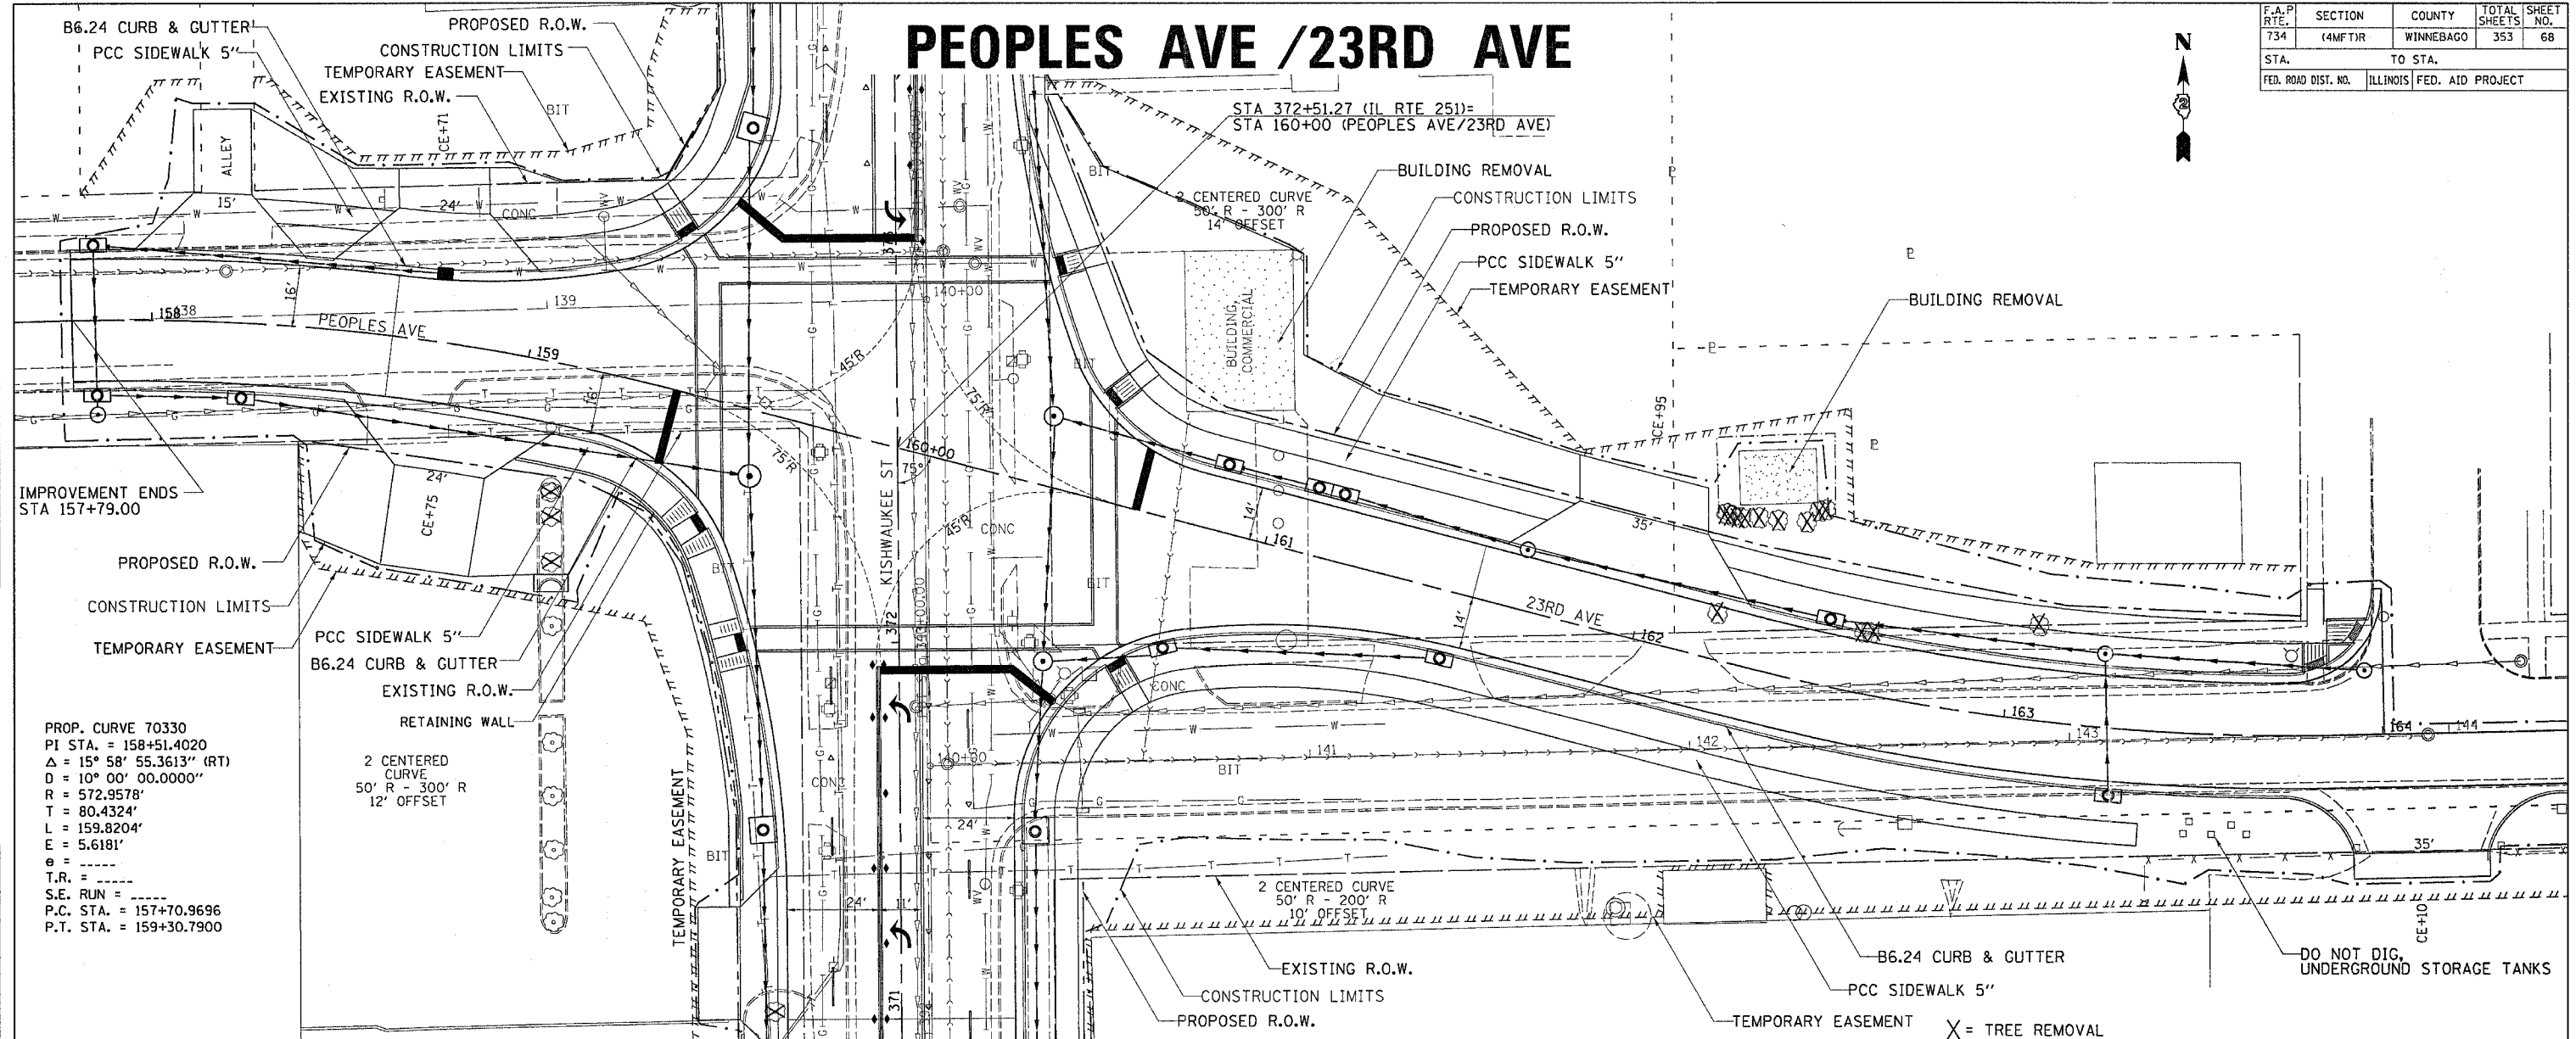 PEOPLES AVE /23RD AVE
F.A.P RTE.
SECTION
COUNTY
TOTAL SHEETS
SHEET NO.
734
(4MFT)R
WINNEBAGO
353
68
STA.
TO STA.
FED. ROAD DIST. NO.
ILLINOIS
FED. AID PROJECT
N
2
B6.24 CURB & GUTTER
PCC SIDEWALK 5"
PROPOSED R.O.W.
CONSTRUCTION LIMITS
TEMPORARY EASEMENT
EXISTING R.O.W.
BIT
CE+71
ALLEY
15'
24'
CONC
STA 372+51.27 (IL RTE 251)=
STA 160+00 (PEOPLES AVE/23RD AVE)
BUILDING REMOVAL
CONSTRUCTION LIMITS
PROPOSED R.O.W.
PCC SIDEWALK 5"
TEMPORARY EASEMENT
BIT
2 CENTERED CURVE
50' R - 300' R
14' OFFSET
BUILDING,
COMMERCIAL
BUILDING REMOVAL
CE+95
16'
158
139
PEOPLES AVE
159
16'
140+00
45'R
75'R
75'R
45'R
160+00
75°
KISHWAUKEE ST
372
CONC
BIT
BIT
161
14'
14'
35'
23RD AVE
162
163
164
144
143
142
141
BIT
IMPROVEMENT ENDS
STA 157+79.00
24'
CE+75
PROPOSED R.O.W.
CONSTRUCTION LIMITS
TEMPORARY EASEMENT
PCC SIDEWALK 5"
B6.24 CURB & GUTTER
EXISTING R.O.W.
RETAINING WALL
BIT
CONC
PROP. CURVE 70330
PI STA. = 158+51.4020
Δ = 15° 58' 55.3613" (RT)
D = 10° 00' 00.0000"
R = 572.9578'
T = 80.4324'
L = 159.8204'
E = 5.6181'
e = -----
T.R. = -----
S.E. RUN = -----
P.C. STA. = 157+70.9696
P.T. STA. = 159+30.7900
2 CENTERED
CURVE
50' R - 300' R
12' OFFSET
TEMPORARY EASEMENT
BIT
CONC
24'
24'
11'
371
2 CENTERED CURVE
50' R - 200' R
10' OFFSET
EXISTING R.O.W.
CONSTRUCTION LIMITS
PROPOSED R.O.W.
B6.24 CURB & GUTTER
PCC SIDEWALK 5"
TEMPORARY EASEMENT
X = TREE REMOVAL
35'
CE+10
DO NOT DIG,
UNDERGROUND STORAGE TANKS